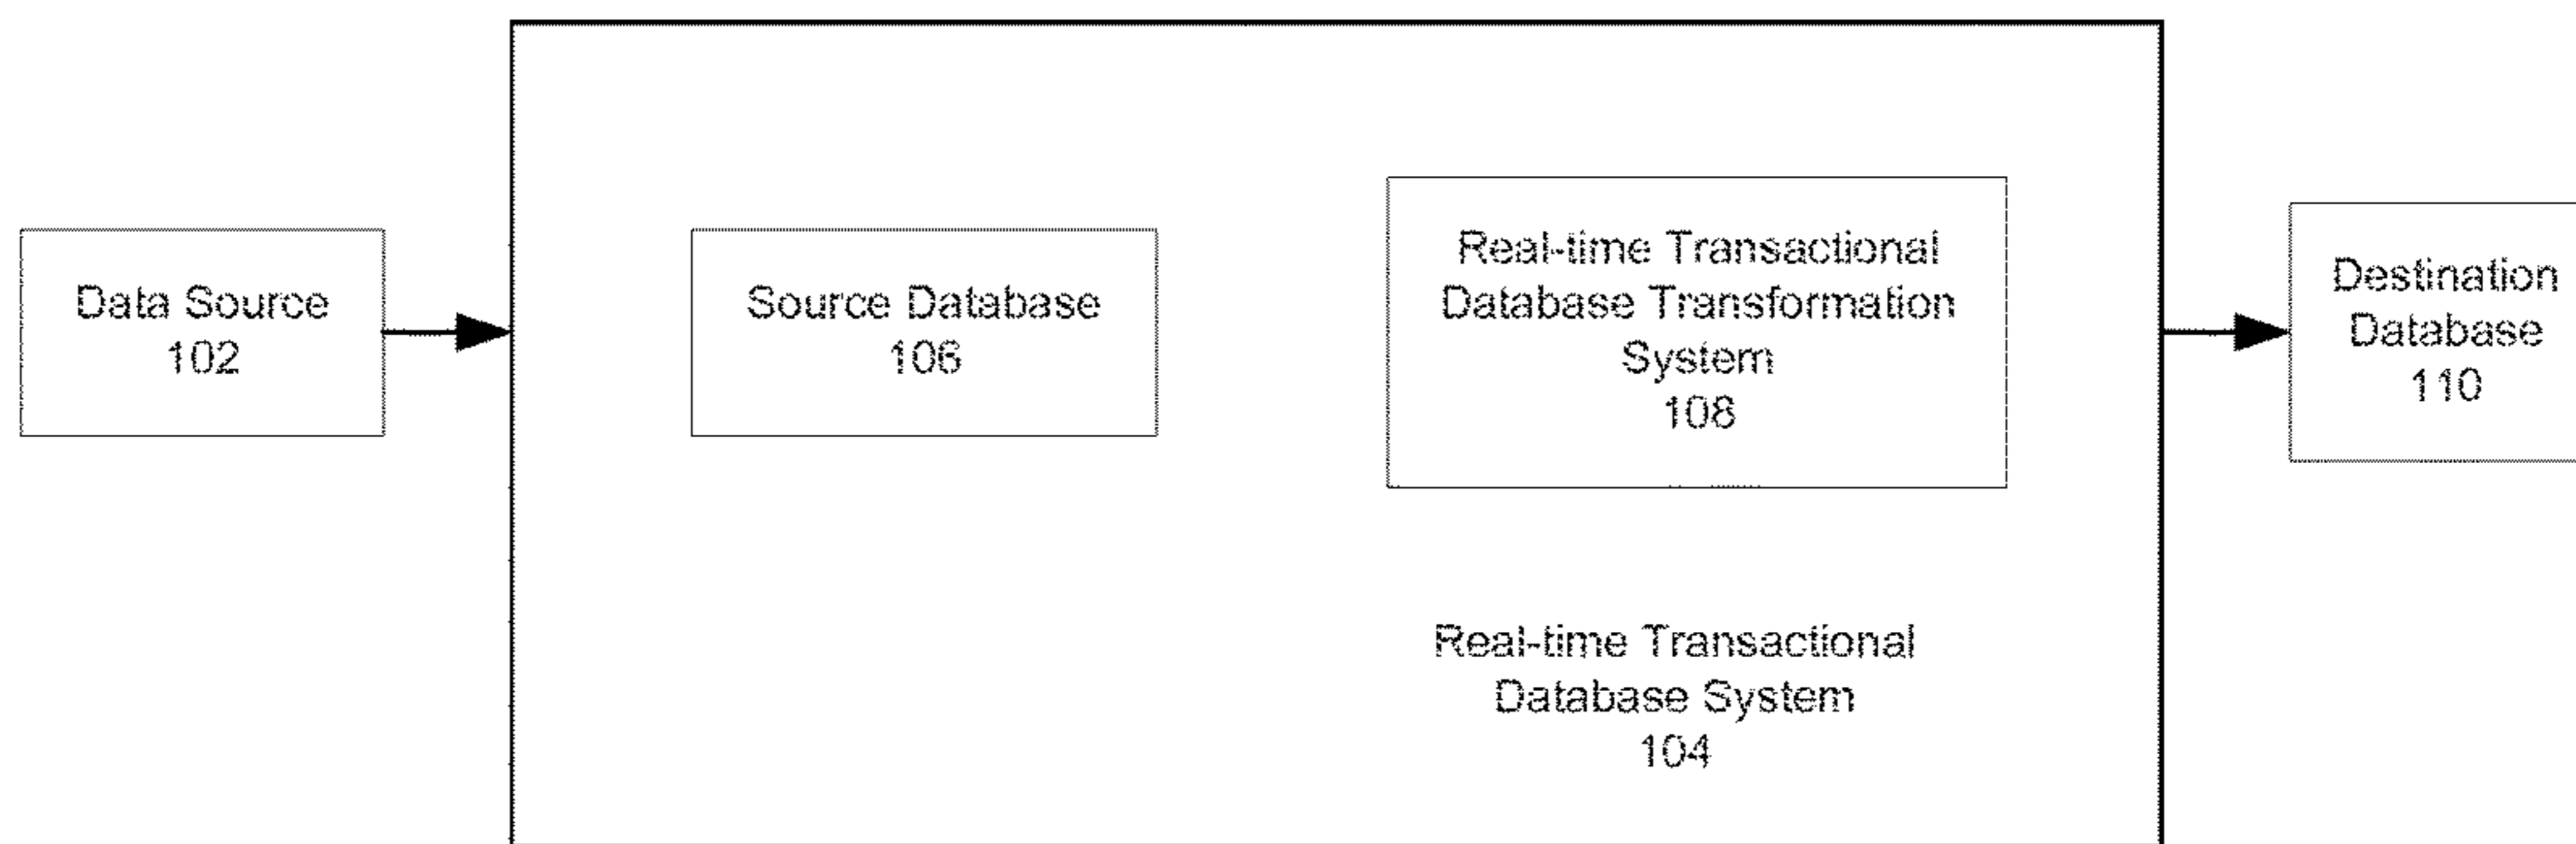 Data Source
102
Source Database
106
Real-time Transactional
Database Transformation
System
108
Real-time Transactional
Database System
104
Destination
Database
110